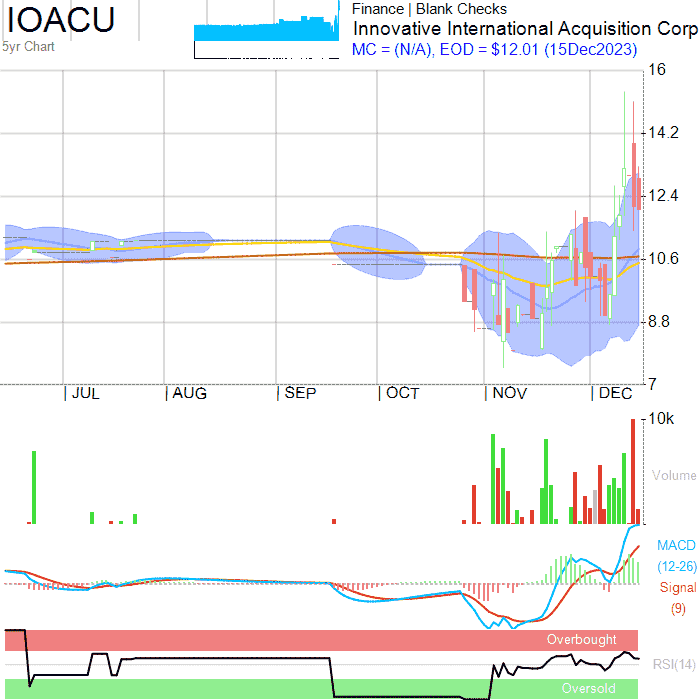 IOACU
5yr Chart
Finance | Blank Checks
Innovative International Acquisition Corp
MC = (N/A), EOD = $12.01 (15Dec2023)
16
14.2
12.4
10.6
8.8
7
JUL
AUG
SEP
OCT
NOV
DEC
10k
Volume
MACD
(12-26)
Signal
(9)
Overbought
RSI(14)
Oversold